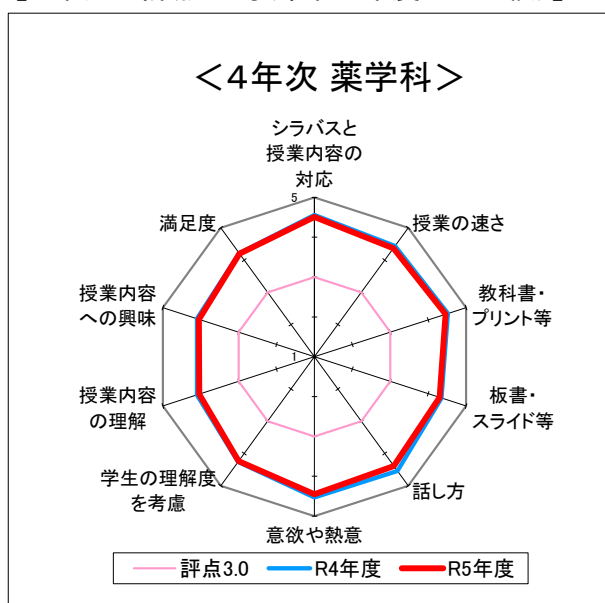 <4年次 薬学科>
シラバスと
授業内容の
対応
5
満足度
授業の速さ
授業内容
への興味
教科書・
プリント等
1
授業内容
の理解
板書・
スライド等
学生の理解度
を考慮
話し方
意欲や熱意
評点3.0
R4年度
R5年度